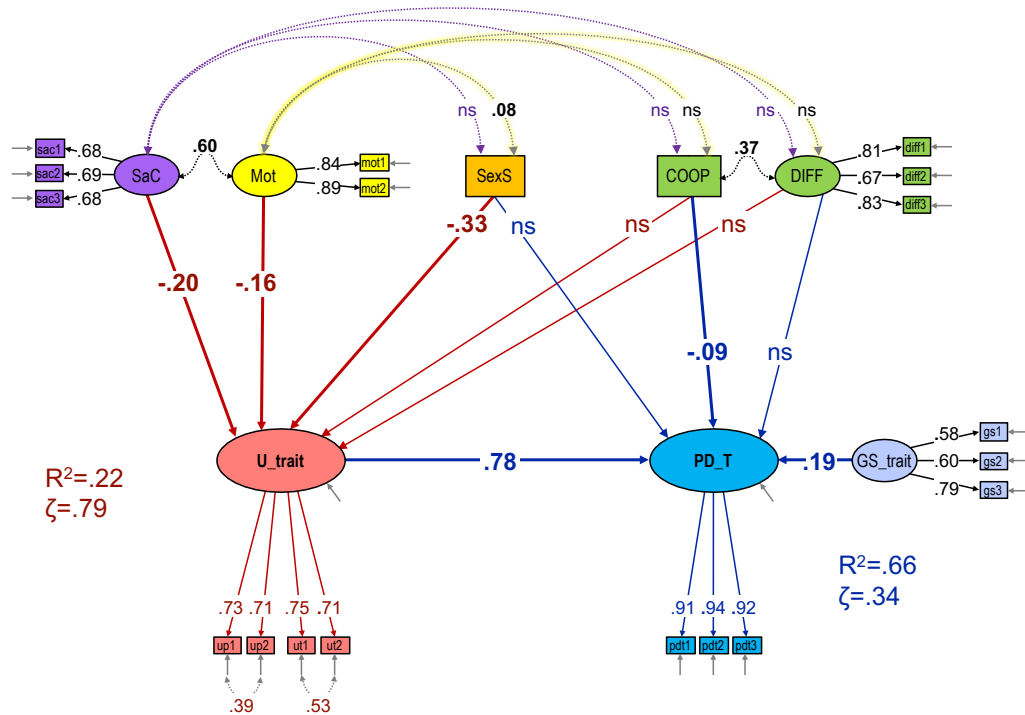 ns .08 ns ns ns ns
sac1 .68 .60 .84 mot1 .37 .81 diff1
sac2 .69 SaC Mot SexS COOP DIFF .67 diff2
sac3 .68 .89 mot2 .83 diff3
-.33 ns ns ns
-.20 -.16
-.09 ns
.58 gs1
U_trait .78 PD_T .19 GS_trait .60 gs2
.79 gs3
R²=.22
ζ=.79
R²=.66
ζ=.34
.73 .71 .75 .71 .91 .94 .92
up1 up2 ut1 ut2 pdt1 pdt2 pdt3
.39 .53